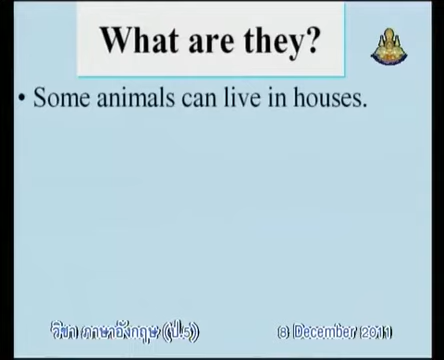 What are they?
• Some animals can live in houses.
วิชา ภาษาอังกฤษ (ป.5)
(8 December 2011)